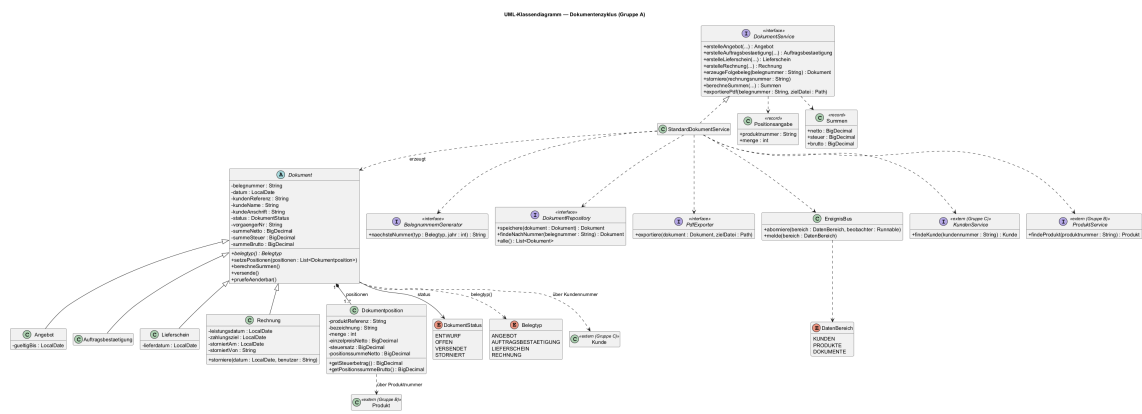 UML-Klassendiagramm — Dokumentenzyklus (Gruppe A)
I
«interface»
DokumentService
+erstelleAngebot(...) : Angebot
+erstelleAuftragsbestaetigung(...) : Auftragsbestaetigung
+erstelleLieferschein(...) : Lieferschein
+erstelleRechnung(...) : Rechnung
+erzeugeFolgebeleg(belegnummer : String) : Dokument
+storniere(rechnungsnummer : String)
+berechneSummen(...) : Summen
+exportierePdf(belegnummer : String, zielDatei : Path)
C StandardDokumentService
C
«record»
Positionsangabe
+produktnummer : String
+menge : int
C
«record»
Summen
+netto : BigDecimal
+steuer : BigDecimal
+brutto : BigDecimal
erzeugt
A Dokument
-belegnummer : String
-datum : LocalDate
-kundenReferenz : String
-kundeName : String
-kundeAnschrift : String
-status : DokumentStatus
-vorgaengerNr : String
-summeNetto : BigDecimal
-summeSteuer : BigDecimal
-summeBrutto : BigDecimal
+belegtyp() : Belegtyp
+setzePositionen(positionen : List<Dokumentposition>)
+berechneSummen()
+versende()
+pruefeAenderbar()
I
«interface»
BelegnummernGenerator
+naechsteNummer(typ : Belegtyp, jahr : int) : String
I
«interface»
DokumentRepository
+speichere(dokument : Dokument) : Dokument
+findeNachNummer(belegnummer : String) : Dokument
+alle() : List<Dokument>
I
«interface»
PdfExporter
+exportiere(dokument : Dokument, zielDatei : Path)
C EreignisBus
+abonniere(bereich : DatenBereich, beobachter : Runnable)
+melde(bereich : DatenBereich)
I
«extern (Gruppe C)»
KundenService
+findeKunde(kundennummer : String) : Kunde
I
«extern (Gruppe B)»
ProduktService
+findeProdukt(produktnummer : String) : Produkt
1
positionen
1..*
status
belegtyp()
über Kundennummer
C Angebot
-gueltigBis : LocalDate
C Auftragsbestaetigung
C Lieferschein
-lieferdatum : LocalDate
C Rechnung
-leistungsdatum : LocalDate
-zahlungsziel : LocalDate
-storniertAm : LocalDate
-storniertVon : String
+storniere(datum : LocalDate, benutzer : String)
C Dokumentposition
-produktReferenz : String
-bezeichnung : String
-menge : int
-einzelpreisNetto : BigDecimal
-steuersatz : BigDecimal
-positionssummeNetto : BigDecimal
+getSteuerbetrag() : BigDecimal
+getPositionssummeBrutto() : BigDecimal
E DokumentStatus
ENTWURF
OFFEN
VERSENDET
STORNIERT
E Belegtyp
ANGEBOT
AUFTRAGSBESTAETIGUNG
LIEFERSCHEIN
RECHNUNG
C
«extern (Gruppe C)»
Kunde
E DatenBereich
KUNDEN
PRODUKTE
DOKUMENTE
über Produktnummer
C
«extern (Gruppe B)»
Produkt